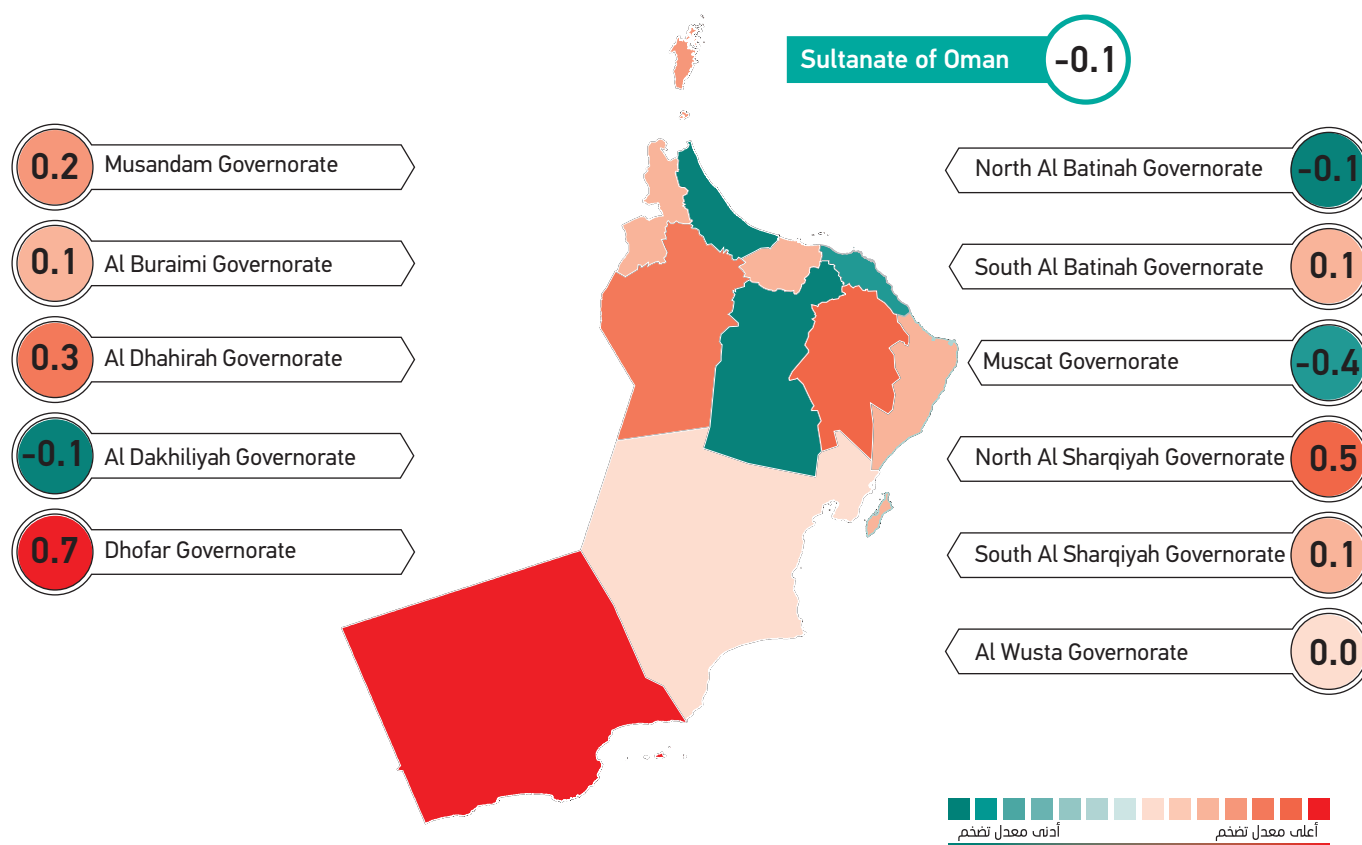 Sultanate of Oman -0.1
0.2 Musandam Governorate
0.1 Al Buraimi Governorate
0.3 Al Dhahirah Governorate
-0.1 Al Dakhiliyah Governorate
0.7 Dhofar Governorate
North Al Batinah Governorate -0.1
South Al Batinah Governorate 0.1
Muscat Governorate -0.4
North Al Sharqiyah Governorate 0.5
South Al Sharqiyah Governorate 0.1
Al Wusta Governorate 0.0
أعلى معدل تضخم أدنى معدل تضخم